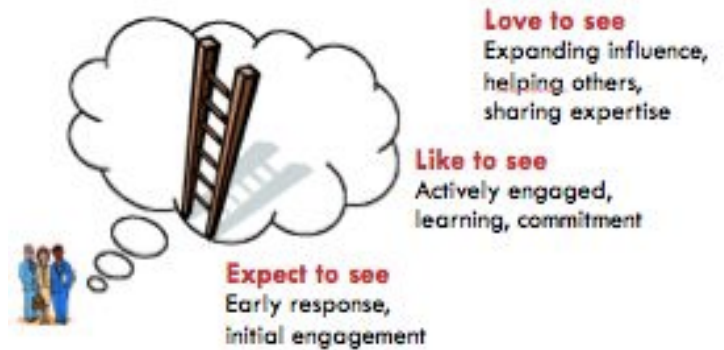 Love to see
Expanding influence,
helping others,
sharing expertise
Like to see
Actively engaged,
learning, commitment
Expect to see
Early response,
initial engagement